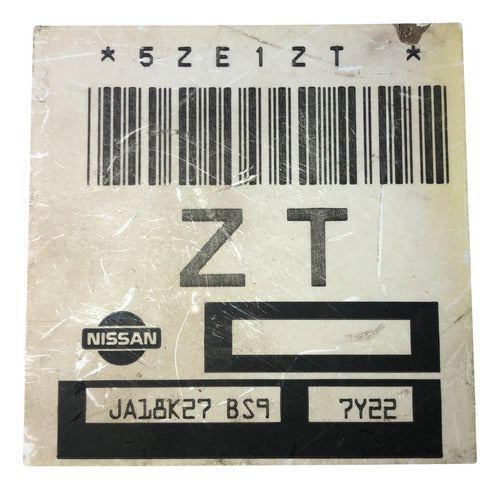 *5ZE1ZT *
ZT
NISSAN
JA18K27 BS9
7Y22